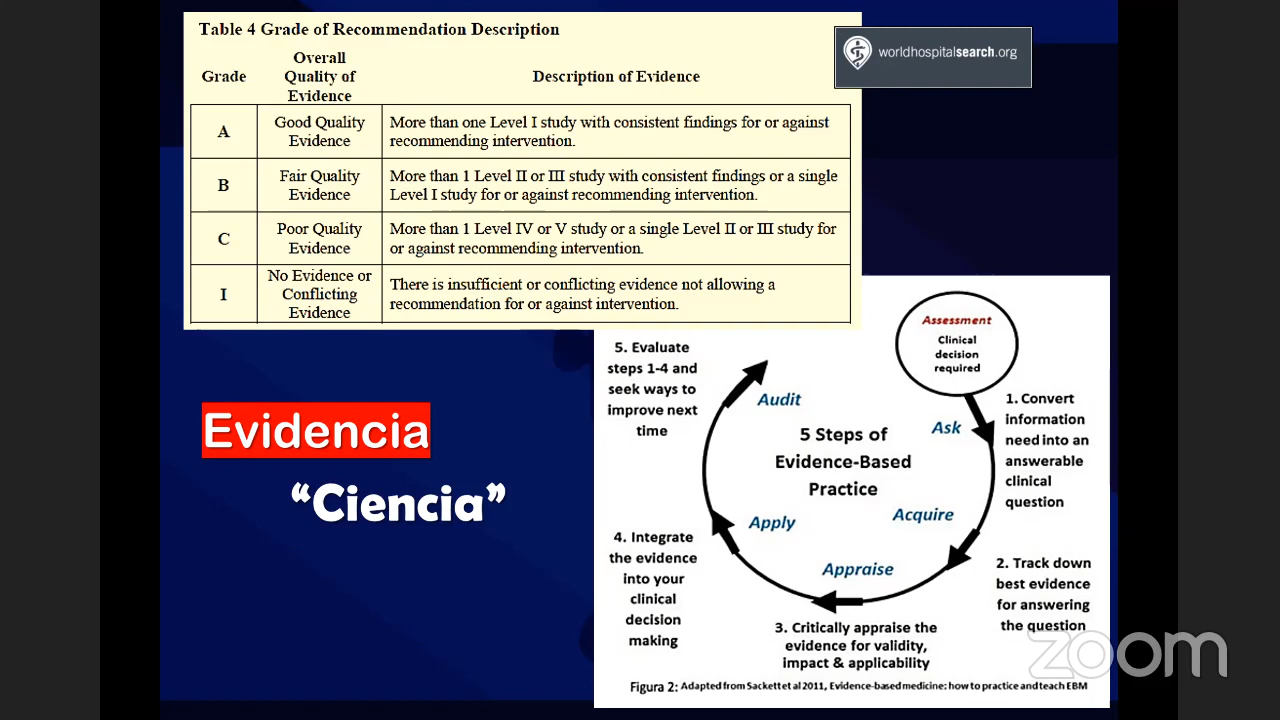 Table 4 Grade of Recommendation Description
Grade
Overall
Quality of
Evidence
Description of Evidence
A
Good Quality
Evidence
More than one Level I study with consistent findings for or against
recommending intervention.
B
Fair Quality
Evidence
More than 1 Level II or III study with consistent findings or a single
Level I study for or against recommending intervention.
C
Poor Quality
Evidence
More than 1 Level IV or V study or a single Level II or III study for
or against recommending intervention.
I
No Evidence or
Conflicting
Evidence
There is insufficient or conflicting evidence not allowing a
recommendation for or against intervention.
worldhospitalsearch.org
Evidencia
“Ciencia”
Assessment
Clinical
decision
required
5 Steps of
Evidence-Based
Practice
Ask
1. Convert
information
need into an
answerable
clinical
question
Acquire
2. Track down
best evidence
for answering
the question
Appraise
3. Critically appraise the
evidence for validity,
impact & applicability
Apply
4. Integrate
the evidence
into your
clinical
decision
making
Audit
5. Evaluate
steps 1-4 and
seek ways to
improve next
time
Figura 2: Adapted from Sackett et al 2011, Evidence-based medicine: how to practice and teach EBM
zoom